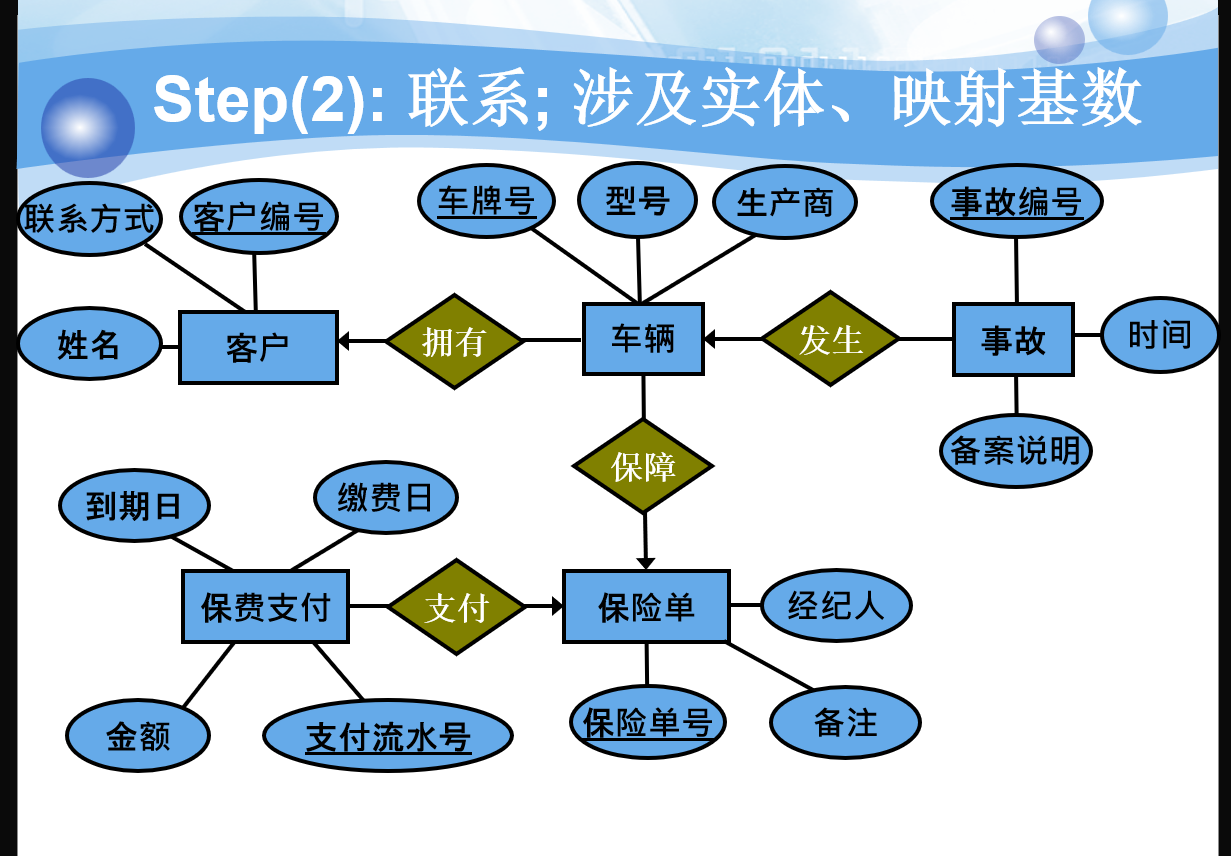 Step(2): 联系; 涉及实体、映射基数
联系方式
客户编号
车牌号
型号
生产商
事故编号
姓名
客户
拥有
车辆
发生
事故
时间
备案说明
保障
到期日
缴费日
保费支付
支付
保险单
经纪人
金额
支付流水号
保险单号
备注